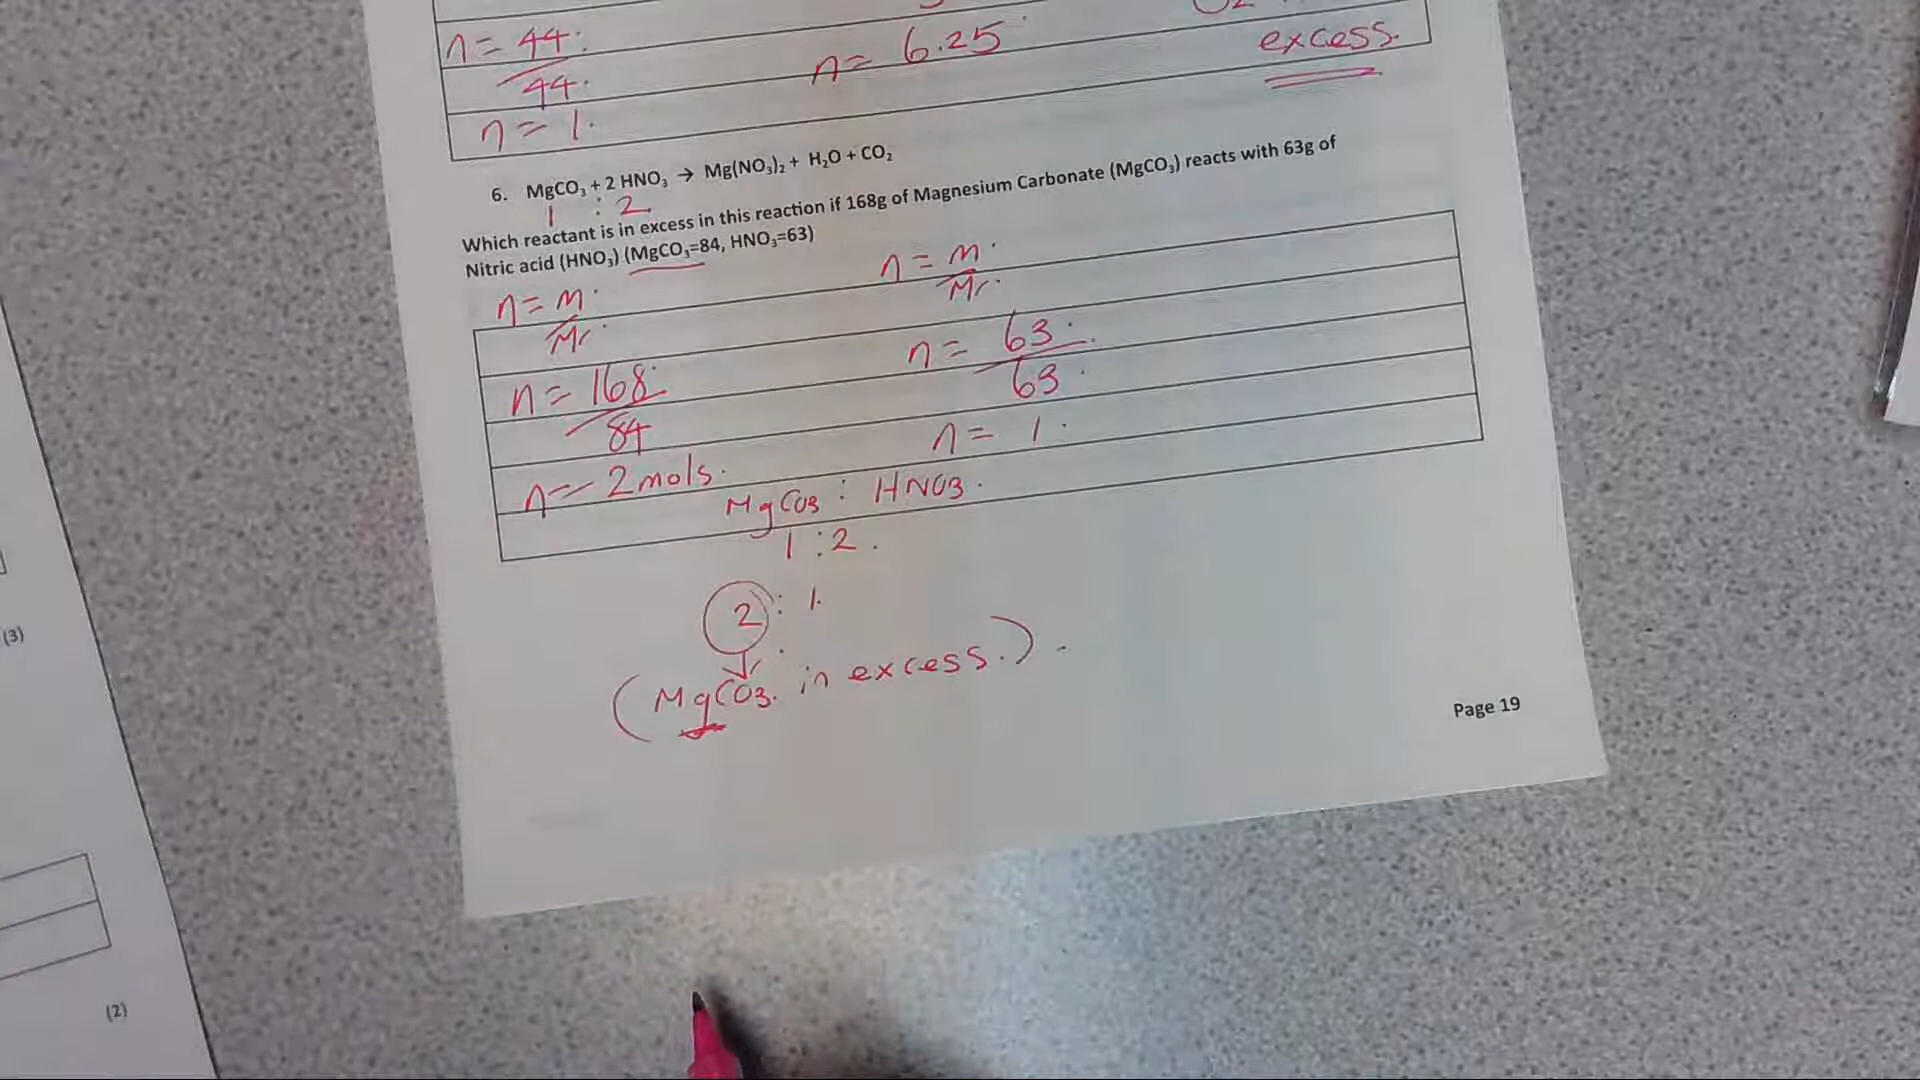 n = 44.
44.
n = 6.25
excess.
n = 1.
6. MgCO₃ + 2 HNO₃ → Mg(NO₃)₂ + H₂O + CO₂
1 : 2
Which reactant is in excess in this reaction if 168g of Magnesium Carbonate (MgCO₃) reacts with 63g of
Nitric acid (HNO₃) (MgCO₃=84, HNO₃=63)
n = m.
Mr.
n = m.
Mr.
n = 168.
84
n = 63.
63.
n = 2 mols.
n = 1.
MgCO3 : HNO3.
1 : 2.
2 : 1.
(MgCO3. in excess.).
Page 19
(3)
(2)